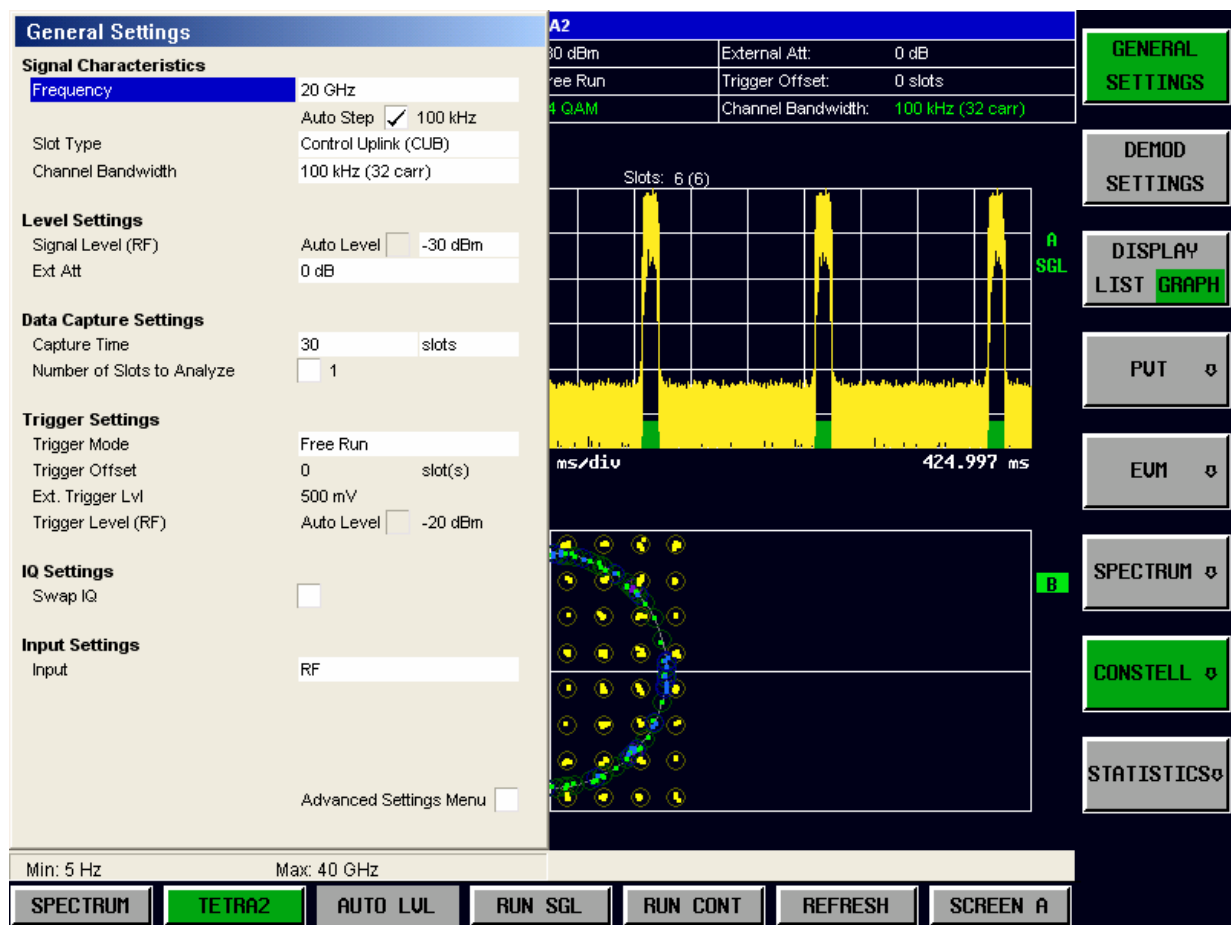 General Settings
Signal Characteristics
Frequency 20 GHz
Auto Step 100 kHz
Slot Type Control Uplink (CUB)
Channel Bandwidth 100 kHz (32 carr)
Level Settings
Signal Level (RF) Auto Level -30 dBm
Ext Att 0 dB
Data Capture Settings
Capture Time 30 slots
Number of Slots to Analyze 1
Trigger Settings
Trigger Mode Free Run
Trigger Offset 0 slot(s)
Ext. Trigger Lvl 500 mV
Trigger Level (RF) Auto Level -20 dBm
IQ Settings
Swap IQ
Input Settings
Input RF
Advanced Settings Menu
Min: 5 Hz Max: 40 GHz
A2
30 dBm External Att: 0 dB
ree Run Trigger Offset: 0 slots
4 QAM Channel Bandwidth: 100 kHz (32 carr)
Slots: 6 (6)
A
SGL
ms/div 424.997 ms
B
GENERAL
SETTINGS
DEMOD
SETTINGS
DISPLAY
LIST GRAPH
PVT
EVM
SPECTRUM
CONSTELL
STATISTICS
SPECTRUM TETRA2 AUTO LVL RUN SGL RUN CONT REFRESH SCREEN A